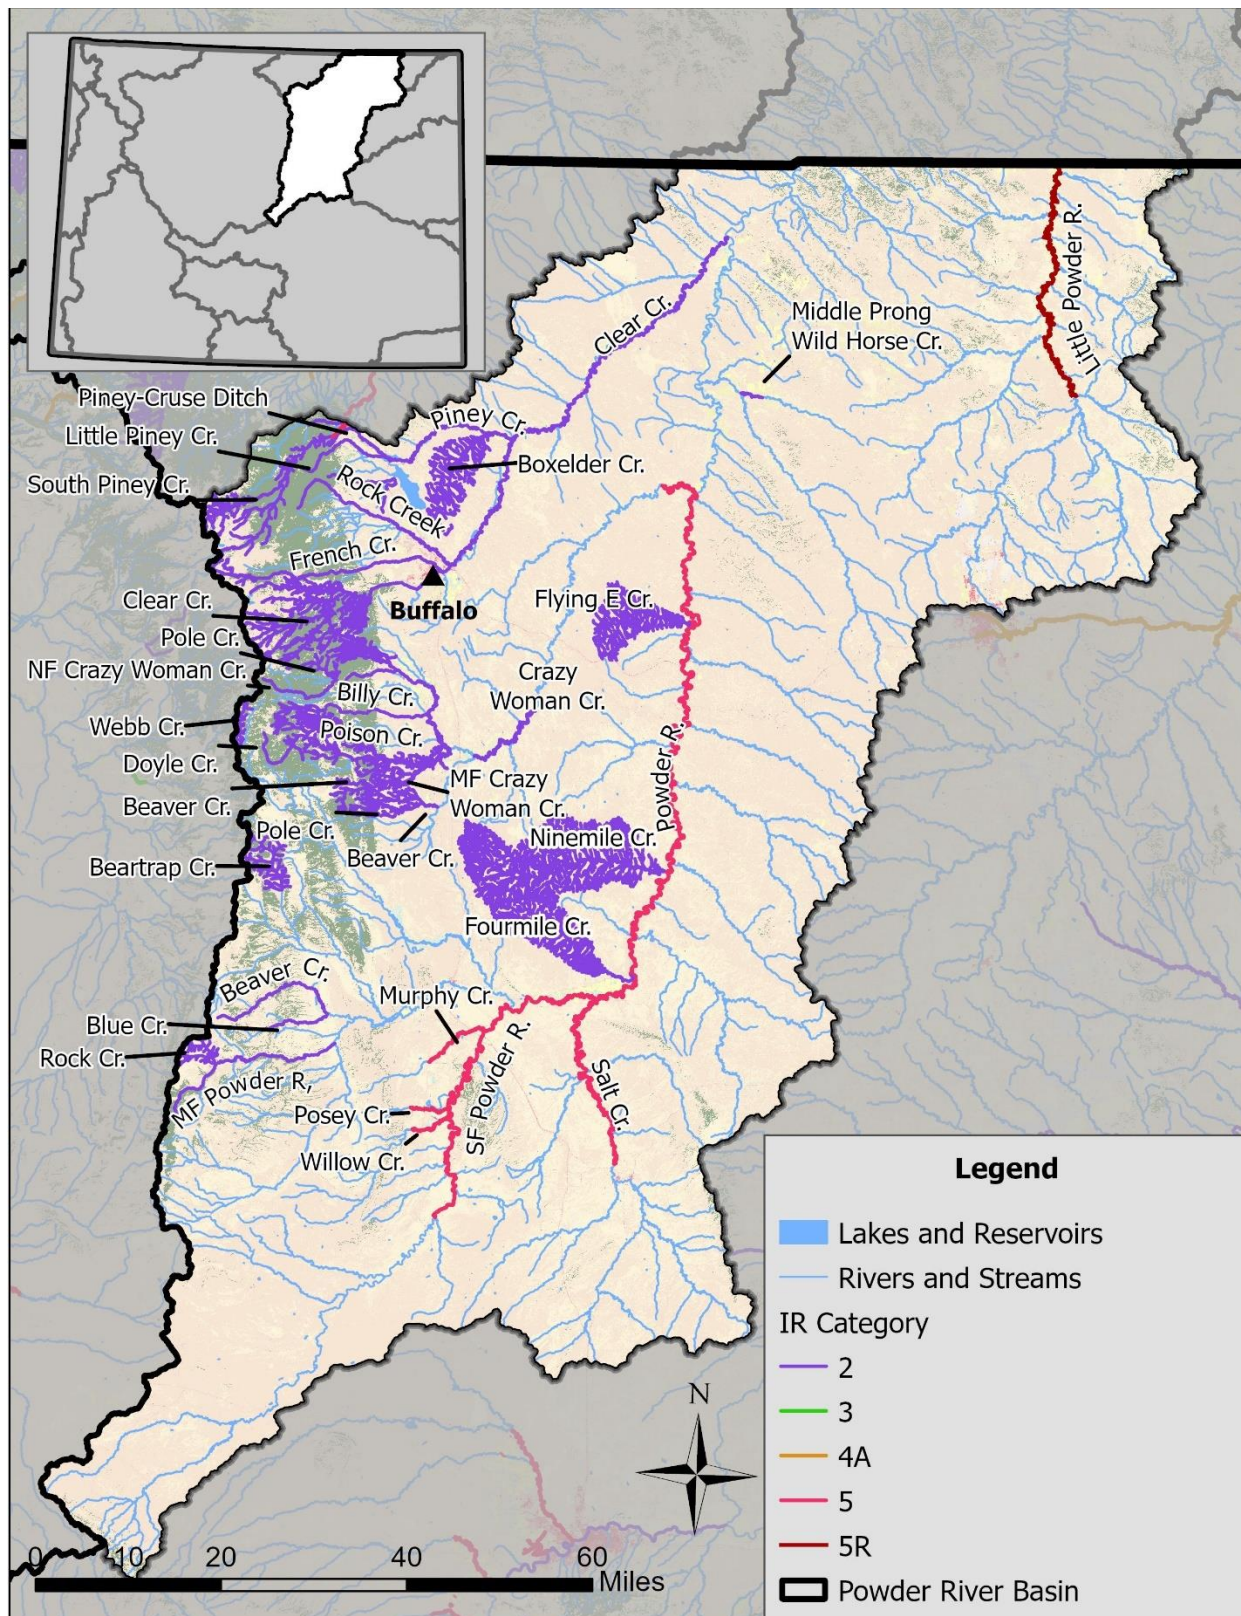 Piney-Cruse Ditch
Little Piney Cr.
South Piney Cr.
Piney Cr.
Clear Cr.
Middle Prong
Wild Horse Cr.
Little Powder R.
Boxelder Cr.
Rock Creek
French Cr.
Buffalo
Clear Cr.
Pole Cr.
NF Crazy Woman Cr.
Billy Cr.
Flying E Cr.
Crazy
Woman Cr.
Webb Cr.
Poison Cr.
Doyle Cr.
Powder R.
Beaver Cr.
MF Crazy
Woman Cr.
Pole Cr.
Beaver Cr.
Ninemile Cr.
Beartrap Cr.
Fourmile Cr.
Beaver Cr.
Murphy Cr.
Blue Cr.
Rock Cr.
MF Powder R,
SF Powder R.
Salt Cr.
Posey Cr.
Willow Cr.
Legend
Lakes and Reservoirs
Rivers and Streams
IR Category
2
3
4A
5
5R
Powder River Basin
N
0 10 20 40 60
Miles